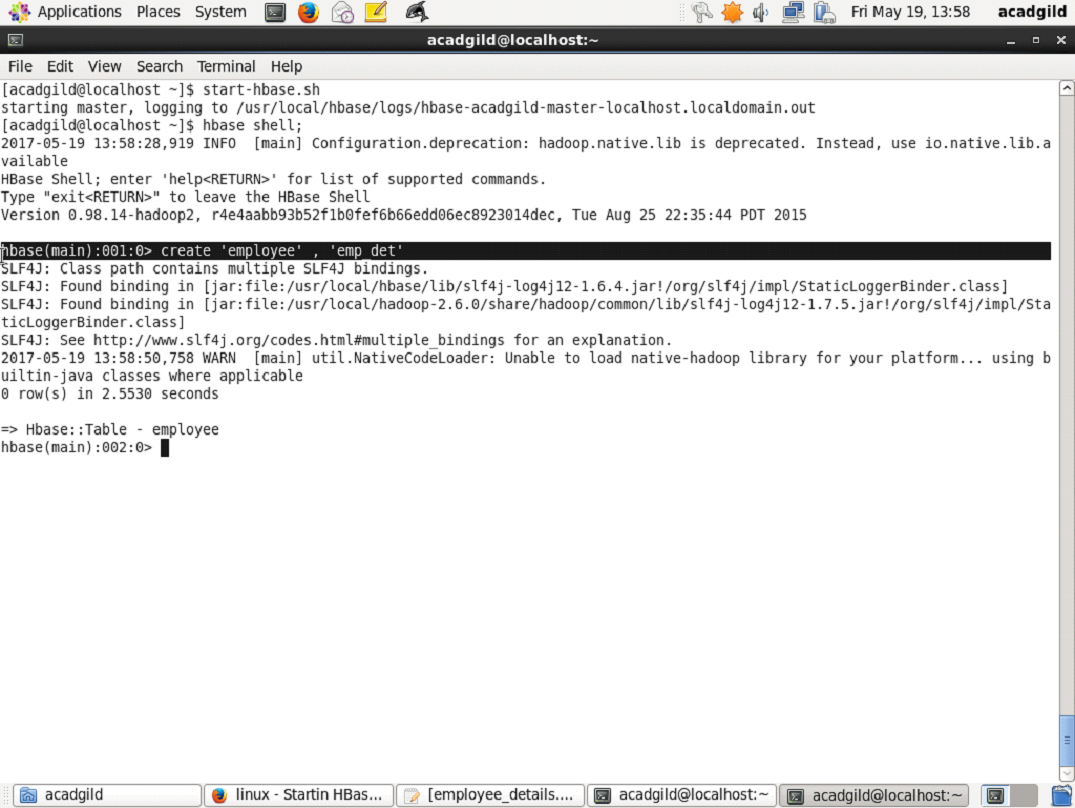 Applications Places System Fri May 19, 13:58 acadgild
acadgild@localhost:~
File Edit View Search Terminal Help
[acadgild@localhost ~]$ start-hbase.sh
starting master, logging to /usr/local/hbase/logs/hbase-acadgild-master-localhost.localdomain.out
[acadgild@localhost ~]$ hbase shell;
2017-05-19 13:58:28,919 INFO  [main] Configuration.deprecation: hadoop.native.lib is deprecated. Instead, use io.native.lib.a
vailable
HBase Shell; enter 'help<RETURN>' for list of supported commands.
Type "exit<RETURN>" to leave the HBase Shell
Version 0.98.14-hadoop2, r4e4aabb93b52f1b0fef6b66edd06ec8923014dec, Tue Aug 25 22:35:44 PDT 2015
hbase(main):001:0> create 'employee' , 'emp det'
SLF4J: Class path contains multiple SLF4J bindings.
SLF4J: Found binding in [jar:file:/usr/local/hbase/lib/slf4j-log4j12-1.6.4.jar!/org/slf4j/impl/StaticLoggerBinder.class]
SLF4J: Found binding in [jar:file:/usr/local/hadoop-2.6.0/share/hadoop/common/lib/slf4j-log4j12-1.7.5.jar!/org/slf4j/impl/Sta
ticLoggerBinder.class]
SLF4J: See http://www.slf4j.org/codes.html#multiple_bindings for an explanation.
2017-05-19 13:58:50,758 WARN  [main] util.NativeCodeLoader: Unable to load native-hadoop library for your platform... using b
uiltin-java classes where applicable
0 row(s) in 2.5530 seconds
=> Hbase::Table - employee
hbase(main):002:0>
acadgild linux - Startin HBas... [employee_details.... acadgild@localhost:~ acadgild@localhost:~